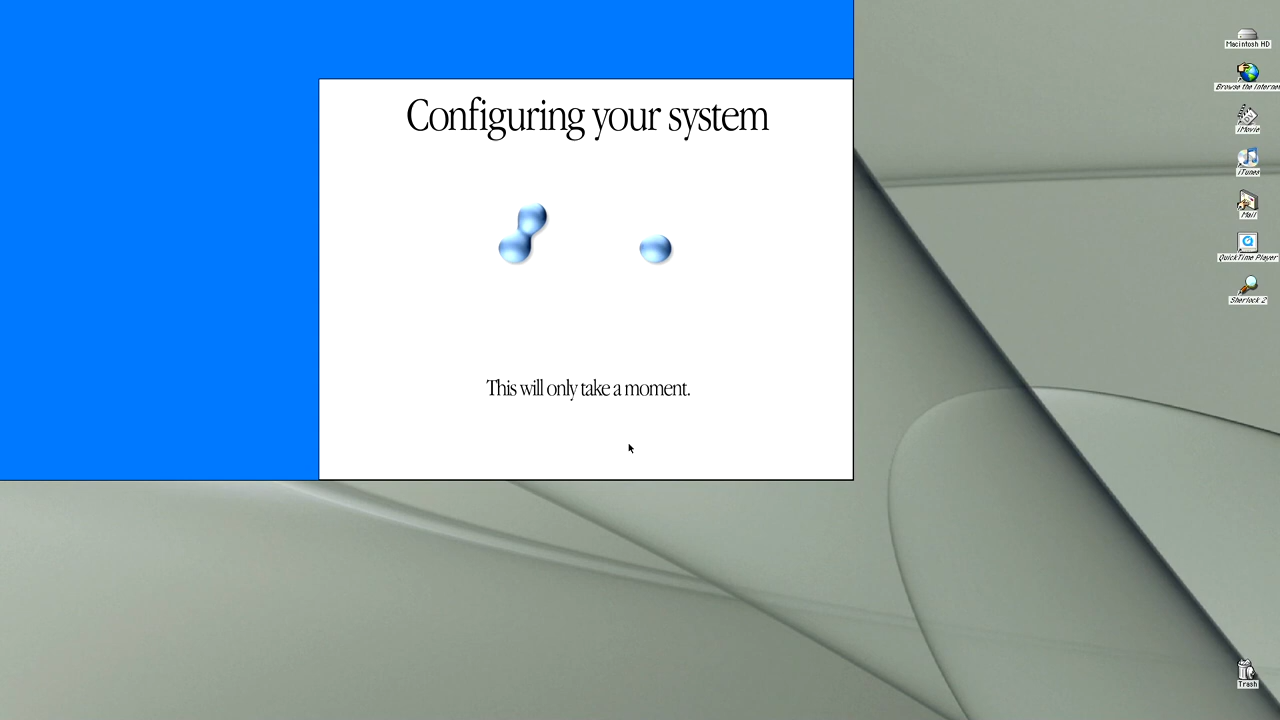 Configuring your system
This will only take a moment.
Macintosh HD
Browse the Internet
iMovie
iTunes
Mail
QuickTime Player
Sherlock 2
Trash